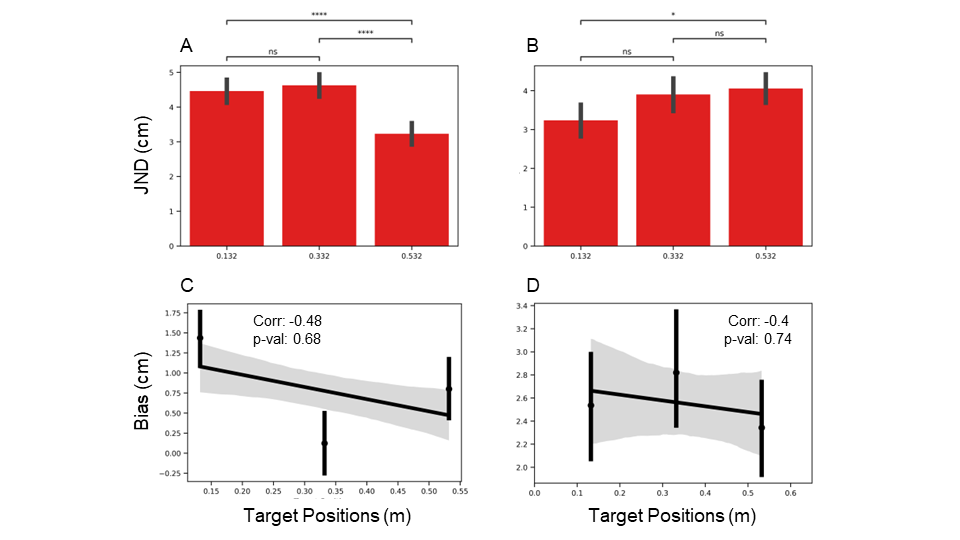 ****
*
****
ns
A
ns
B
ns
JND (cm)
5
4
3
2
1
0
0.132
0.332
0.532
4
3
2
1
0
0.132
0.332
0.532
C
D
Bias (cm)
1.75
1.50
1.25
1.00
0.75
0.50
0.25
0.00
−0.25
Corr: -0.48
p-val: 0.68
0.15 0.20 0.25 0.30 0.35 0.40 0.45 0.50 0.55
Target Positions (m)
3.4
3.2
3.0
2.8
2.6
2.4
2.2
2.0
Corr: -0.4
p-val: 0.74
0.0 0.1 0.2 0.3 0.4 0.5 0.6
Target Positions (m)